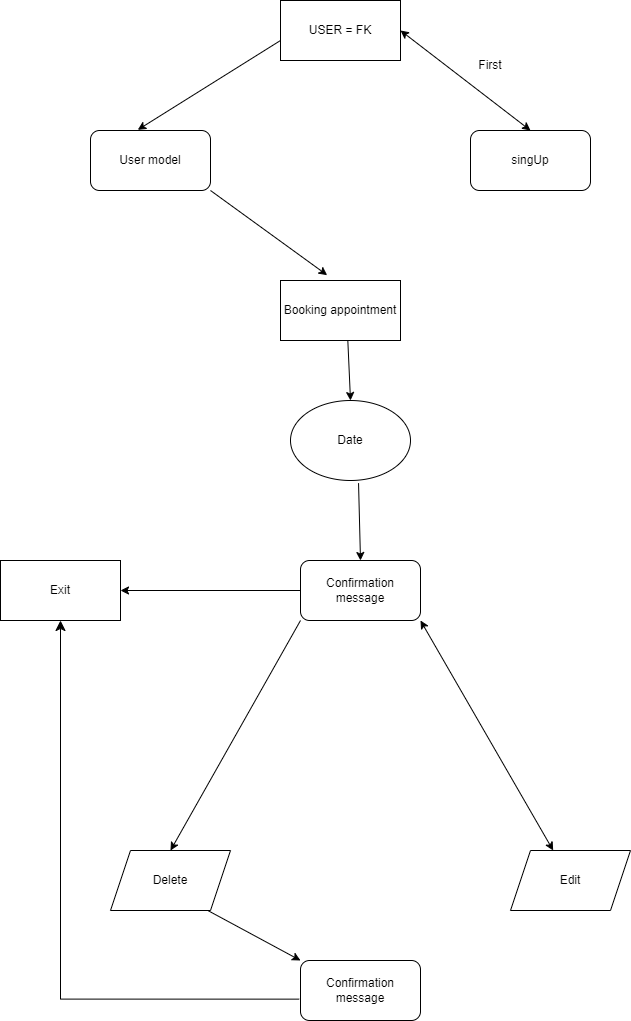 USER = FK
First
User model
singUp
Booking appointment
Date
Exit
Confirmation
message
Delete
Edit
Confirmation
message